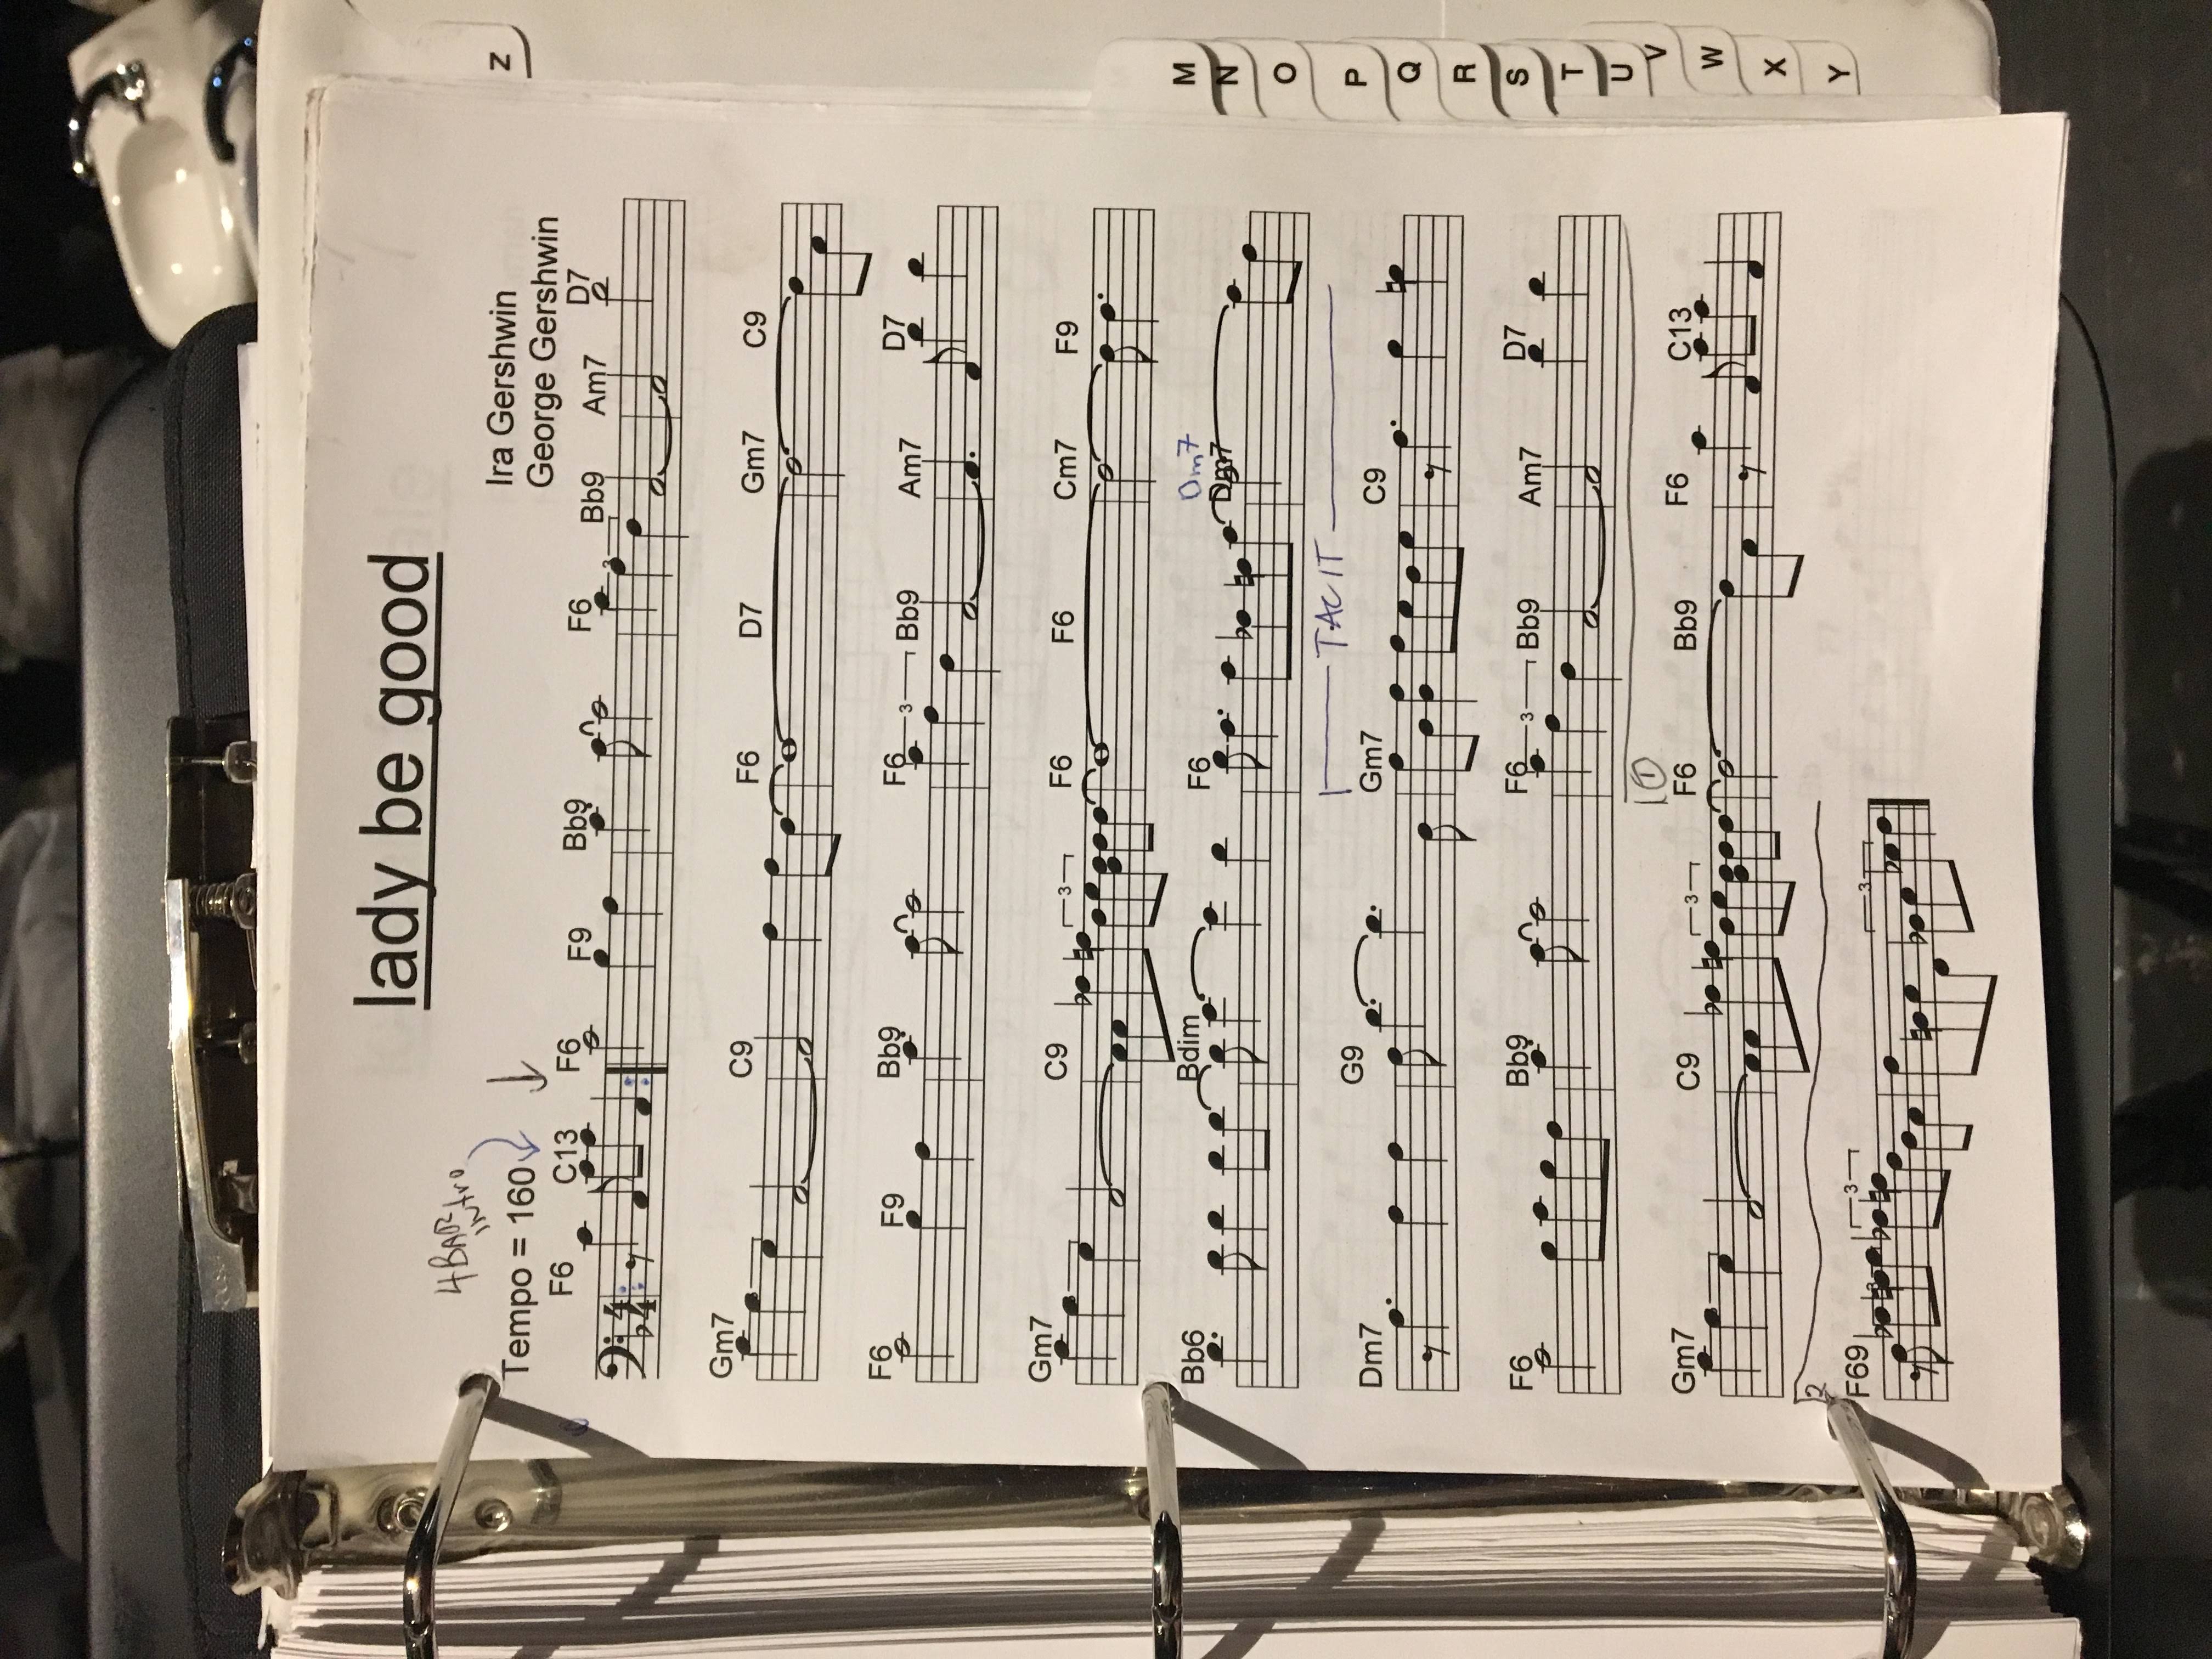 lady be good
4 BAR
intro
Tempo = 160
Ira Gershwin
George Gershwin
F6 C13 F6 F9 Bb9 F6 Bb9 Am7 D7
4
4
3
Gm7 C9 F6 D7 Gm7 C9
3
F6 F9 Bb9 F6 Bb9 Am7 D7
3
Gm7 C9 F6 F6 Cm7 F9
3 3
Dm7
Bb6 Bdim F6 Dm7
TACIT
Dm7 G9 Gm7 C9
F6 Bb9 F6 Bb9 Am7 D7
3
1
Gm7 C9 F6 Bb9 F6 C13
3 3
2
F69
3 3 3
Z
M
N
O
P
Q
R
S
T
U
V
W
X
Y